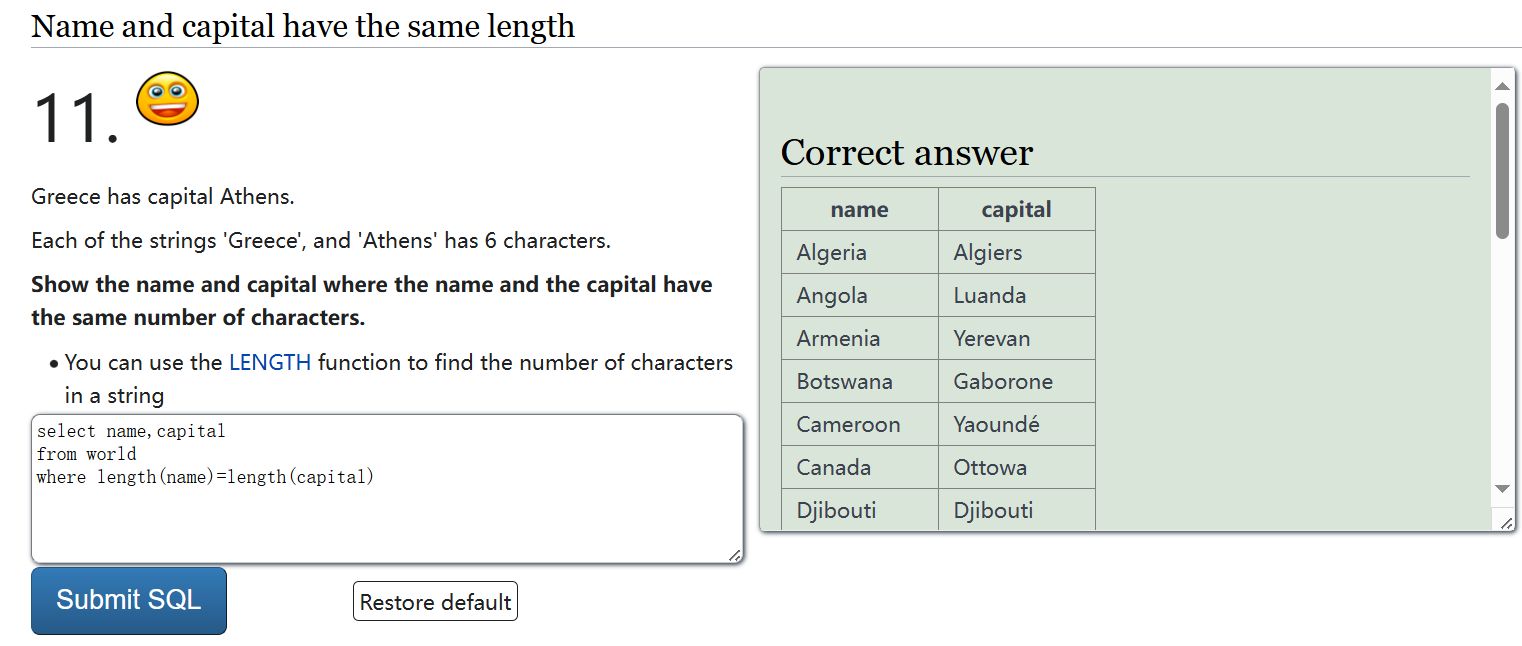 Name and capital have the same length
11.
Greece has capital Athens.
Each of the strings 'Greece', and 'Athens' has 6 characters.
Show the name and capital where the name and the capital have
the same number of characters.
• You can use the LENGTH function to find the number of characters
in a string
select name,capital
from world
where length(name)=length(capital)
Submit SQL
Restore default
Correct answer
name capital
Algeria Algiers
Angola Luanda
Armenia Yerevan
Botswana Gaborone
Cameroon Yaoundé
Canada Ottowa
Djibouti Djibouti